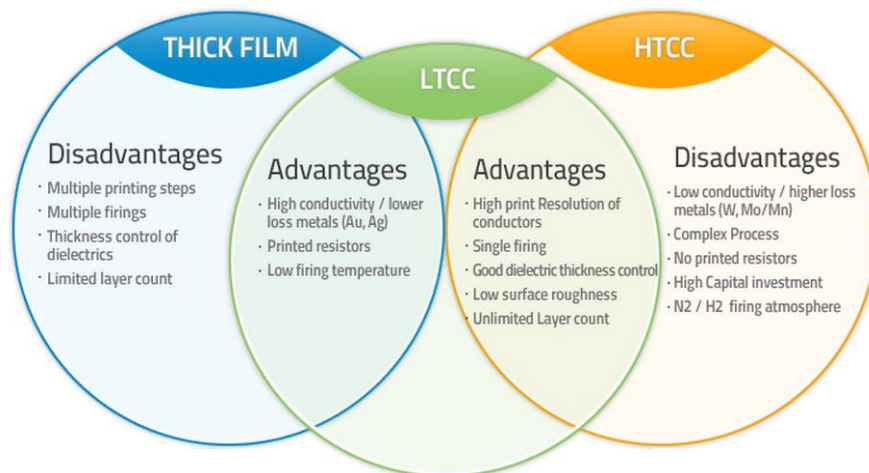 THICK FILM
LTCC
HTCC
Disadvantages
· Multiple printing steps
· Multiple firings
· Thickness control of
dielectrics
· Limited layer count
Advantages
· High conductivity / lower
loss metals (Au, Ag)
· Printed resistors
· Low firing temperature
Advantages
· High print Resolution of
conductors
· Single firing
· Good dielectric thickness control
· Low surface roughness
· Unlimited Layer count
Disadvantages
· Low conductivity / higher loss
metals (W, Mo/Mn)
· Complex Process
· No printed resistors
· High Capital investment
· N2 / H2 firing atmosphere